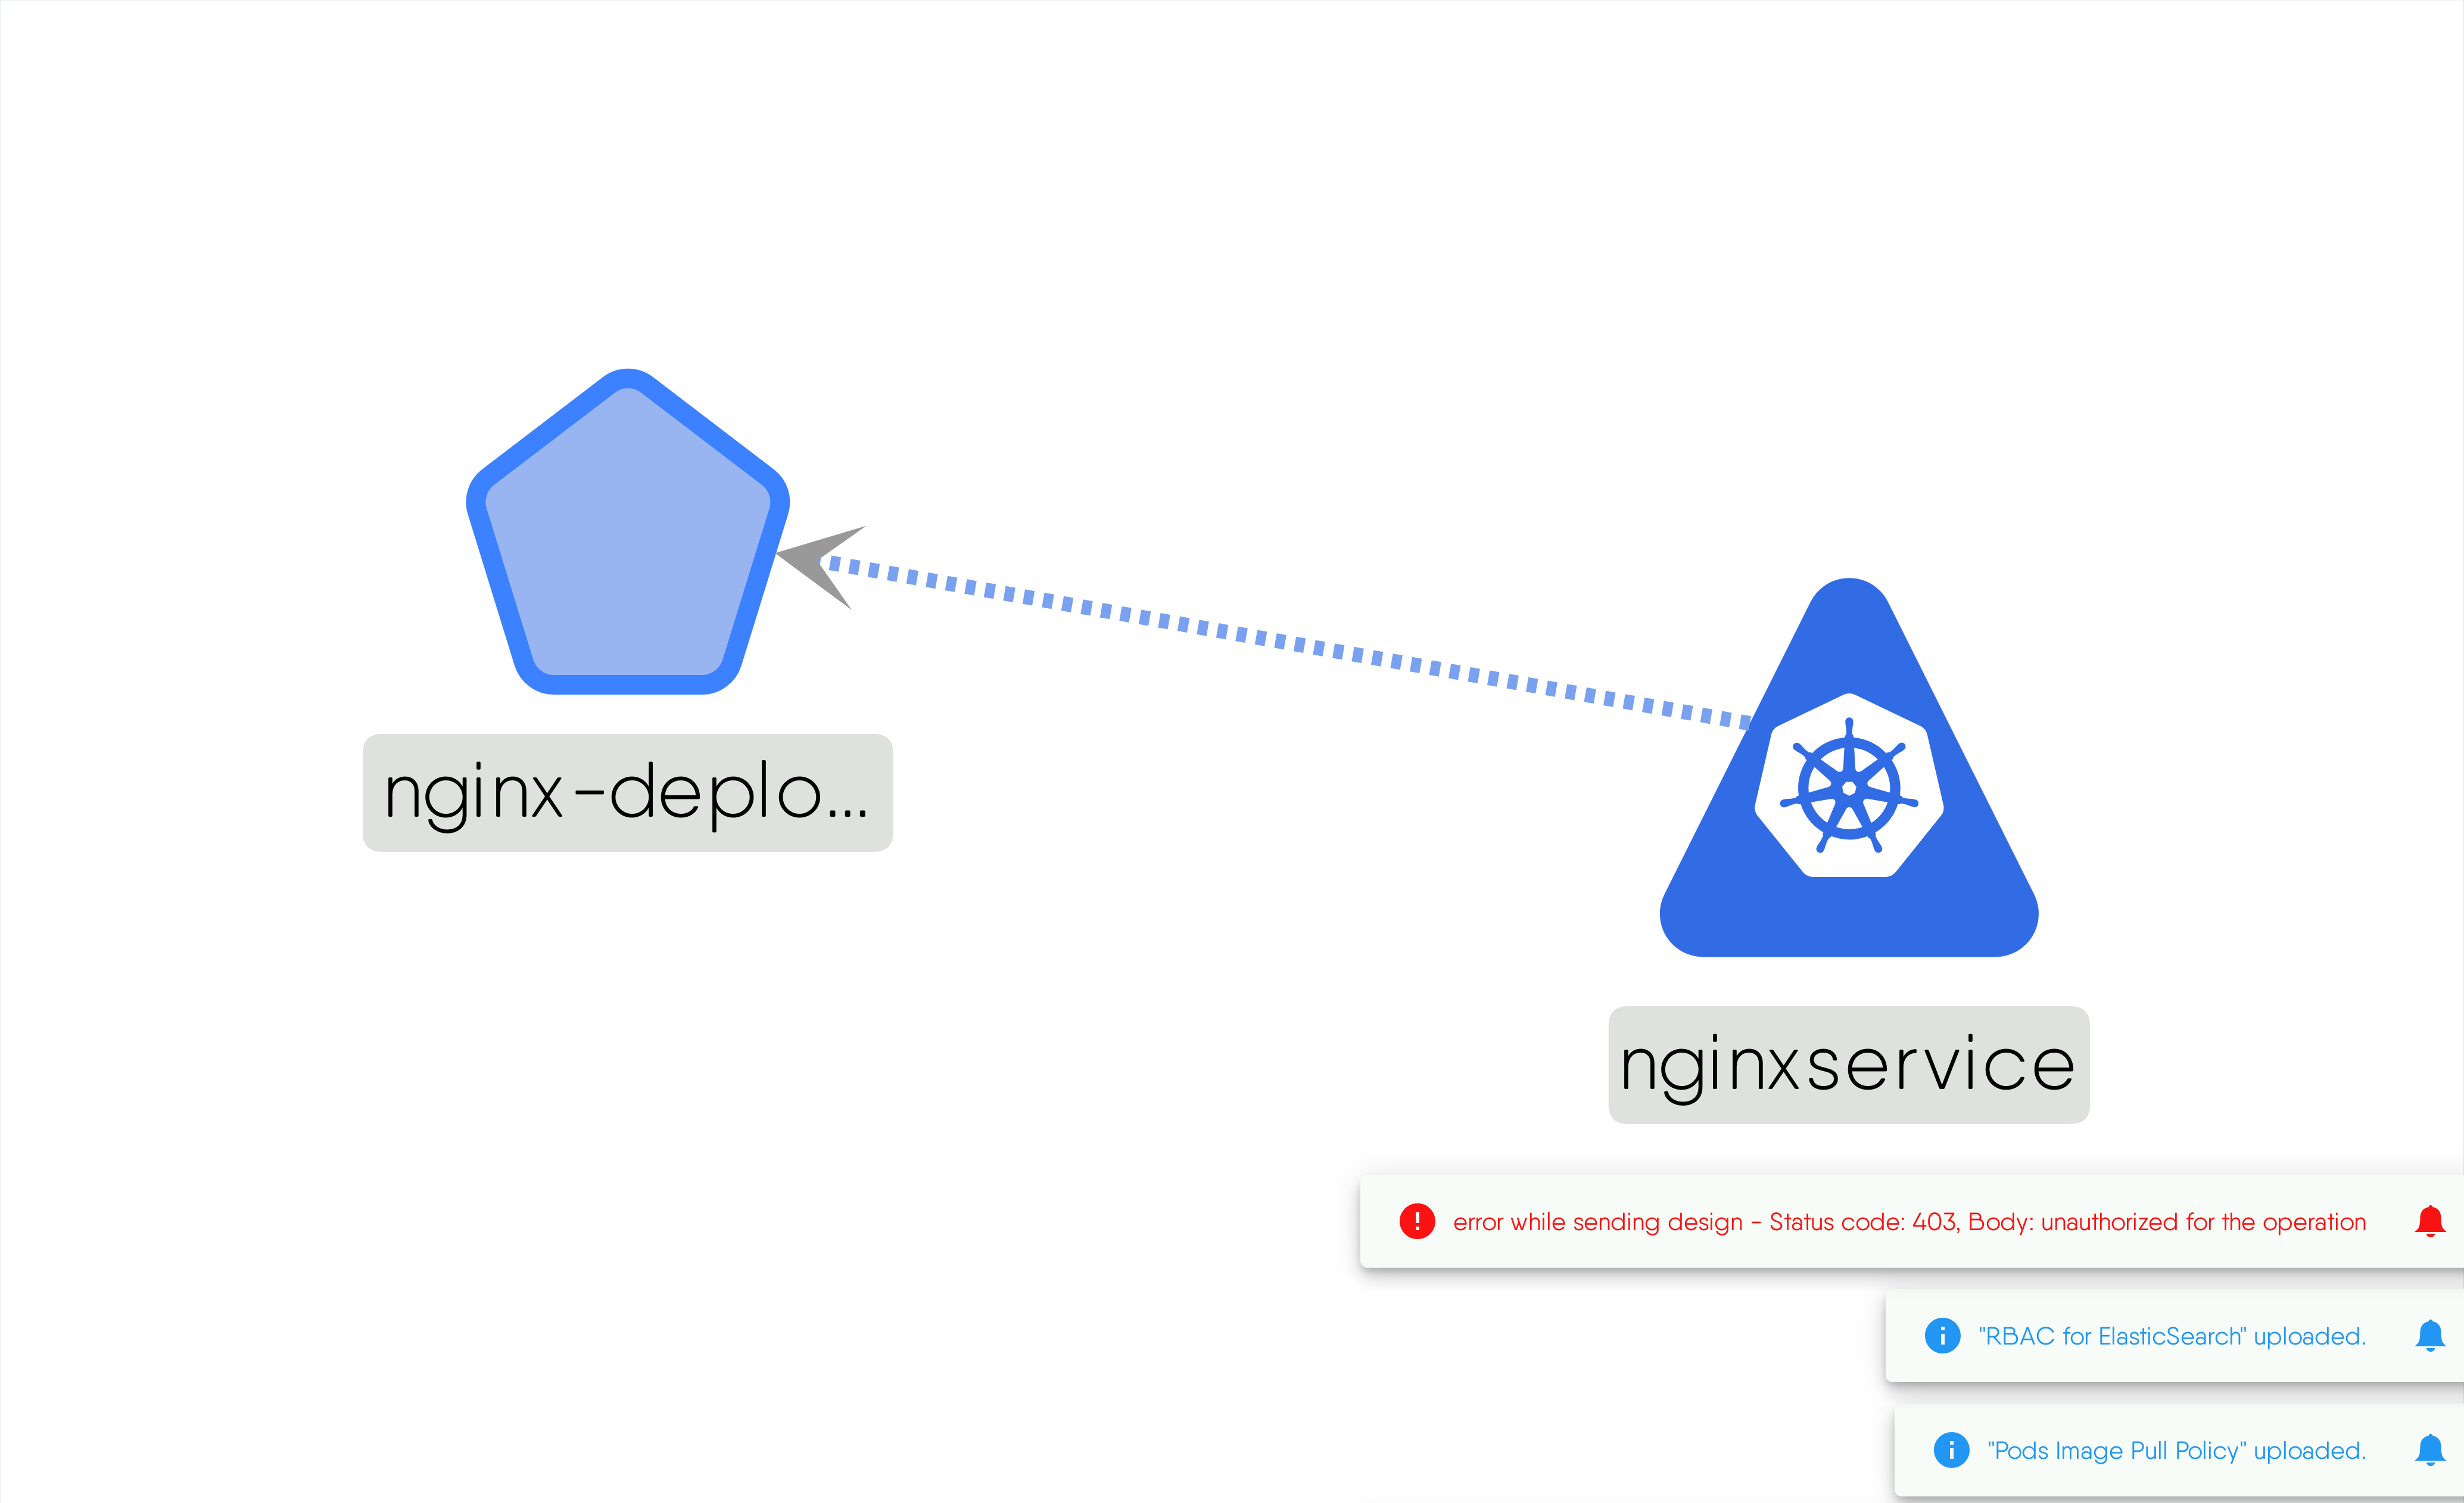 nginx-deplo...
nginxservice
error while sending design - Status code: 403, Body: unauthorized for the operation
"RBAC for ElasticSearch" uploaded.
"Pods Image Pull Policy" uploaded.